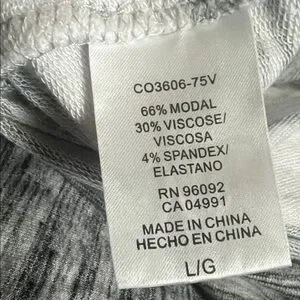 CO3606-75V
66% MODAL
30% VISCOSE/
VISCOSA
4% SPANDEX/
ELASTANO
RN 96092
CA 04991
MADE IN CHINA
HECHO EN CHINA
L/G